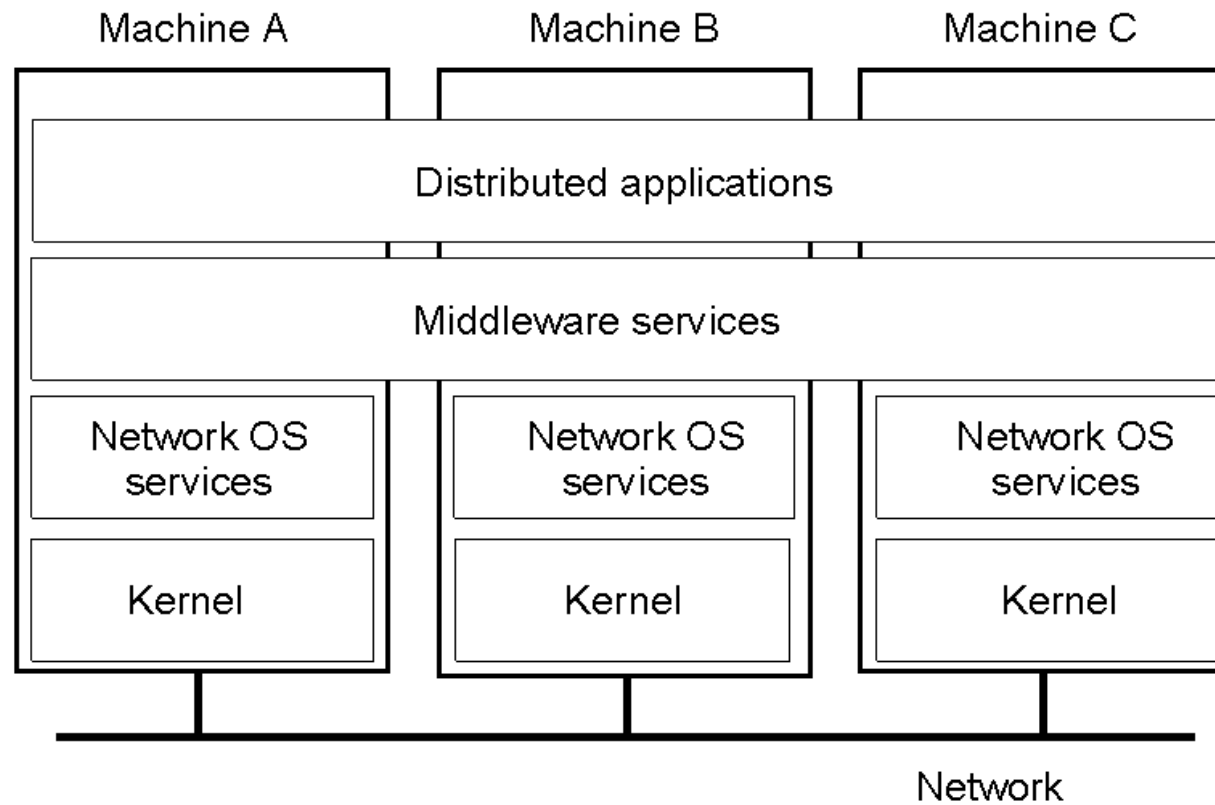 Machine A
Machine B
Machine C
Distributed applications
Middleware services
Network OS
services
Network OS
services
Network OS
services
Kernel
Kernel
Kernel
Network